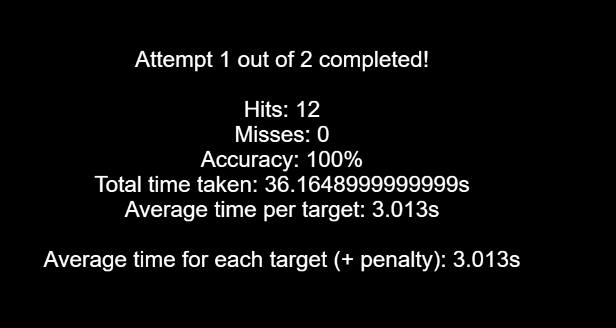 Attempt 1 out of 2 completed!
Hits: 12
Misses: 0
Accuracy: 100%
Total time taken: 36.1648999999999s
Average time per target: 3.013s
Average time for each target (+ penalty): 3.013s